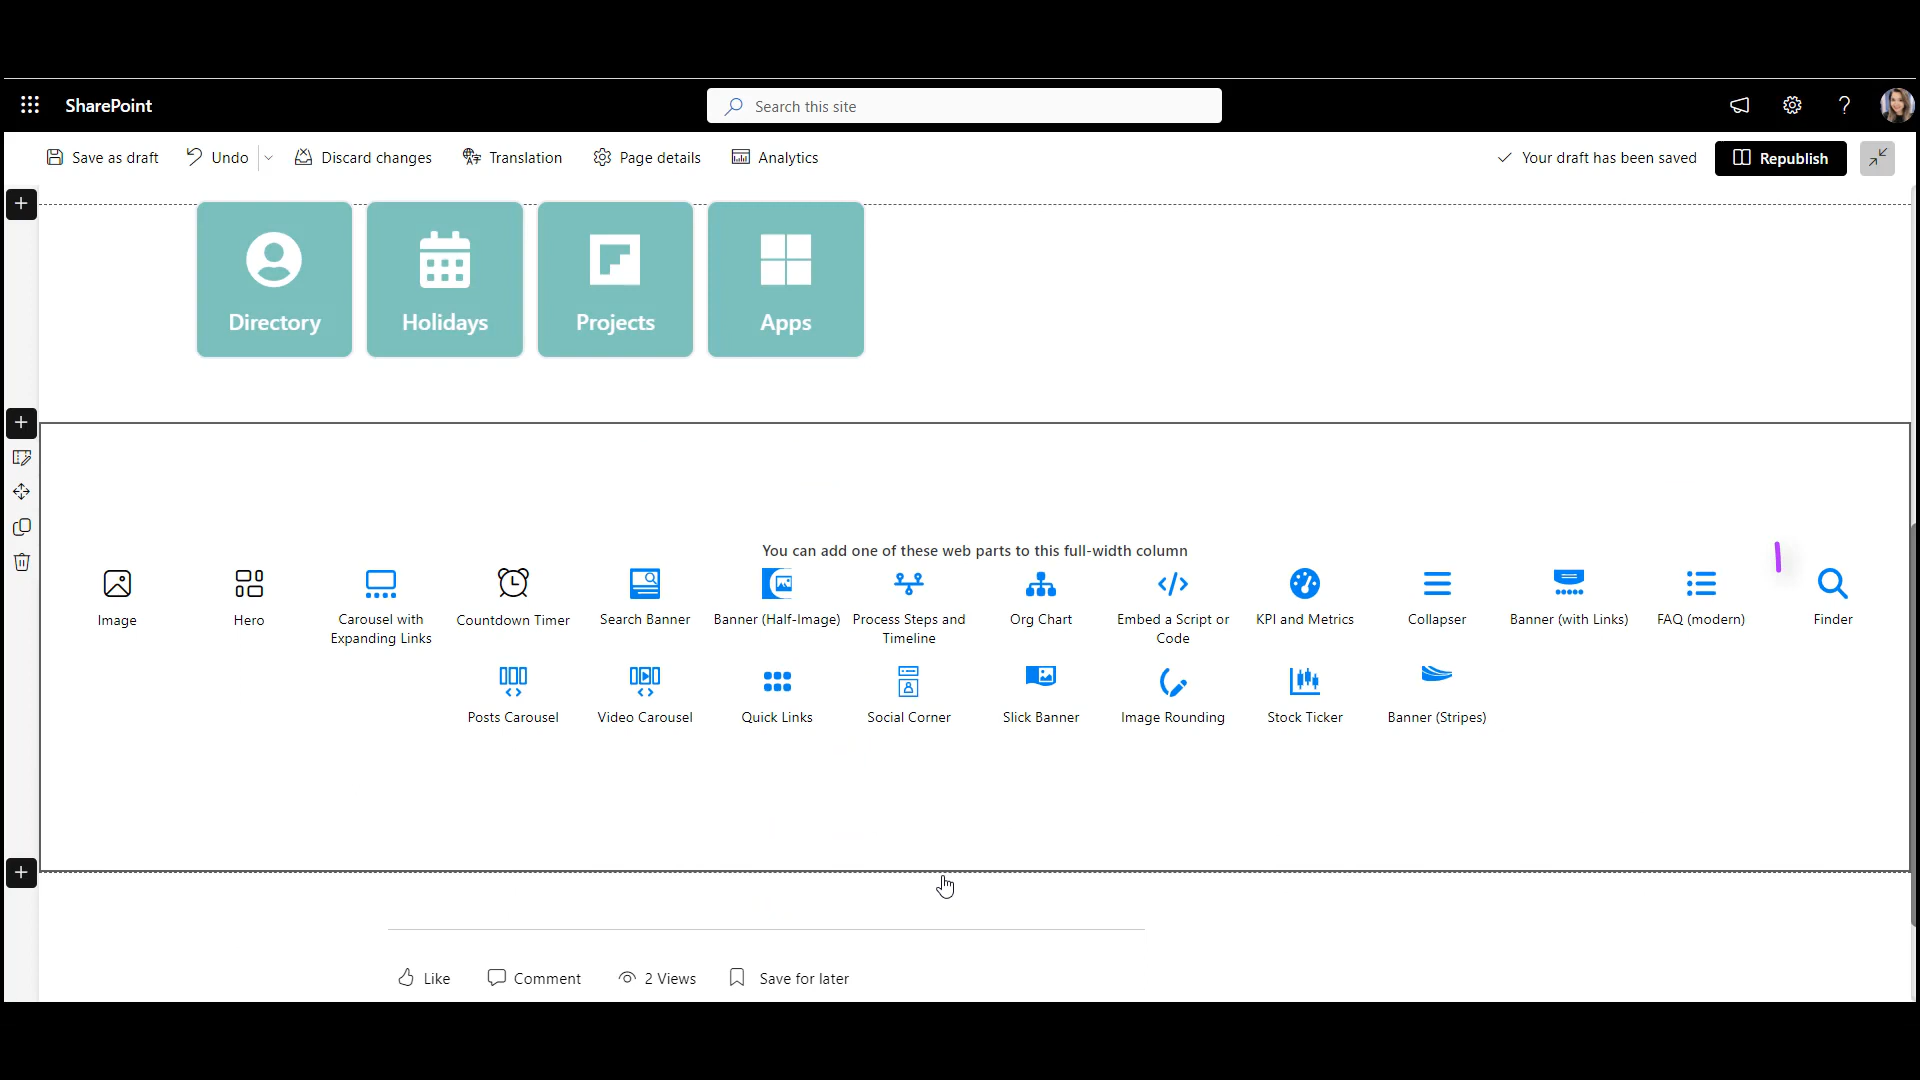 SharePoint
Search this site
?
Save as draft
Undo
Discard changes
Translation
Page details
Analytics
Your draft has been saved
Republish
Directory
Holidays
Projects
Apps
You can add one of these web parts to this full-width column
Image
Hero
Carousel with
Expanding Links
Countdown Timer
Search Banner
Banner (Half-Image)
Process Steps and
Timeline
Org Chart
Embed a Script or
Code
KPI and Metrics
Collapser
Banner (with Links)
FAQ (modern)
Finder
Posts Carousel
Video Carousel
Quick Links
Social Corner
Slick Banner
Image Rounding
Stock Ticker
Banner (Stripes)
Like
Comment
2 Views
Save for later